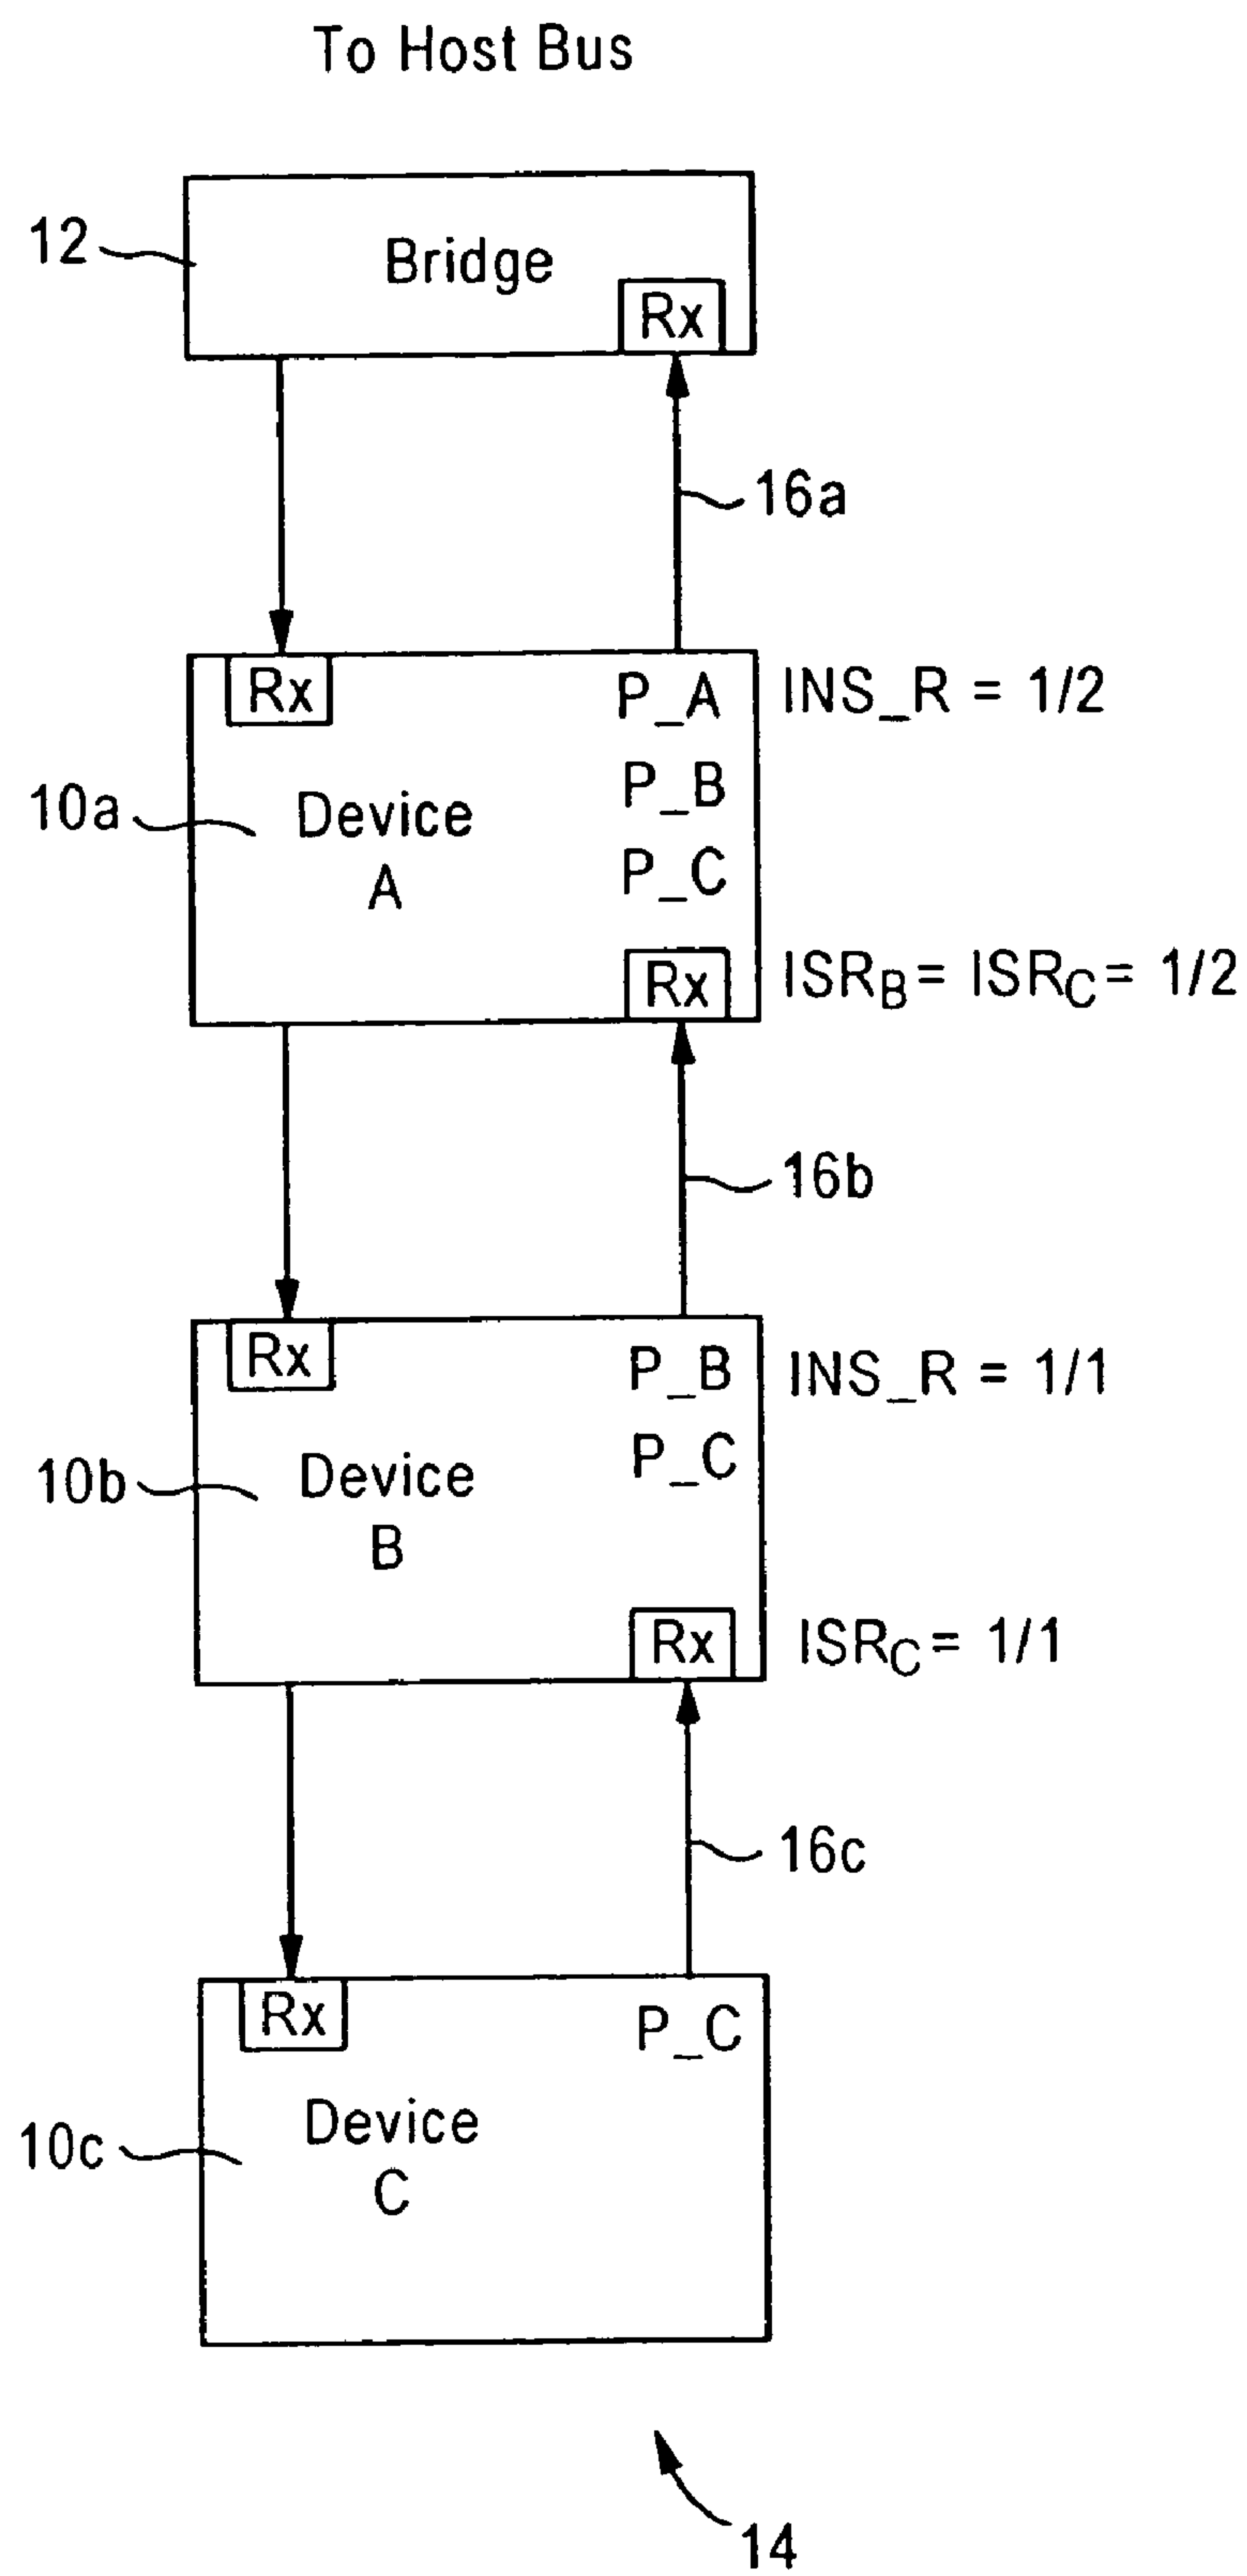 To Host Bus
12
Bridge
Rx
16a
Rx
P_A
INS_R = 1/2
P_B
10a
Device
A
P_C
Rx
ISRB = ISRC = 1/2
16b
Rx
P_B
INS_R = 1/1
P_C
10b
Device
B
Rx
ISRC = 1/1
16c
Rx
P_C
10c
Device
C
14